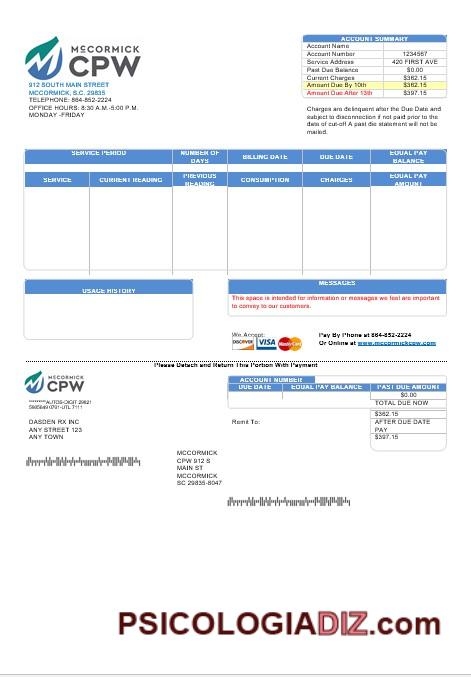 MCCORMICK
CPW
912 SOUTH MAIN STREET
MCCORMICK, S.C. 29835
TELEPHONE: 864-852-2224
OFFICE HOURS: 8:30 A.M.-5:00 P.M.
MONDAY -FRIDAY
ACCOUNT SUMMARY
Account Name
Account Number 1234567
Service Address 420 FIRST AVE
Past Due Balance $0.00
Current Charges $362.15
Amount Due By 10th $362.15
Amount Due After 13th $397.15
Charges are delinquent after the Due Date and
subject to disconnection if not paid prior to the
date of cut-off A past die statement will not be
mailed.
SERVICE PERIOD NUMBER OF DAYS BILLING DATE DUE DATE EQUAL PAY BALANCE
SERVICE CURRENT READING PREVIOUS READING CONSUMPTION CHARGES EQUAL PAY AMOUNT
USAGE HISTORY
MESSAGES
This space is intended for information or messages we feel are important
to convey to our customers.
We Accept:
DISCOVER VISA MasterCard
Pay By Phone at 864-852-2224
Or Online at www.mccormickcpw.com
Please Detach and Return This Portion With Payment
MCCORMICK
CPW
ACCOUNT NUMBER
DUE DATE EQUAL PAY BALANCE PAST DUE AMOUNT
$0.00
TOTAL DUE NOW
$362.15
AFTER DUE DATE
PAY
$397.15
DASDEN RX INC
ANY STREET 123
ANY TOWN
Remit To:
MCCORMICK
CPW 912 S
MAIN ST
MCCORMICK
SC 29835-8047
PSICOLOGIADIZ.com